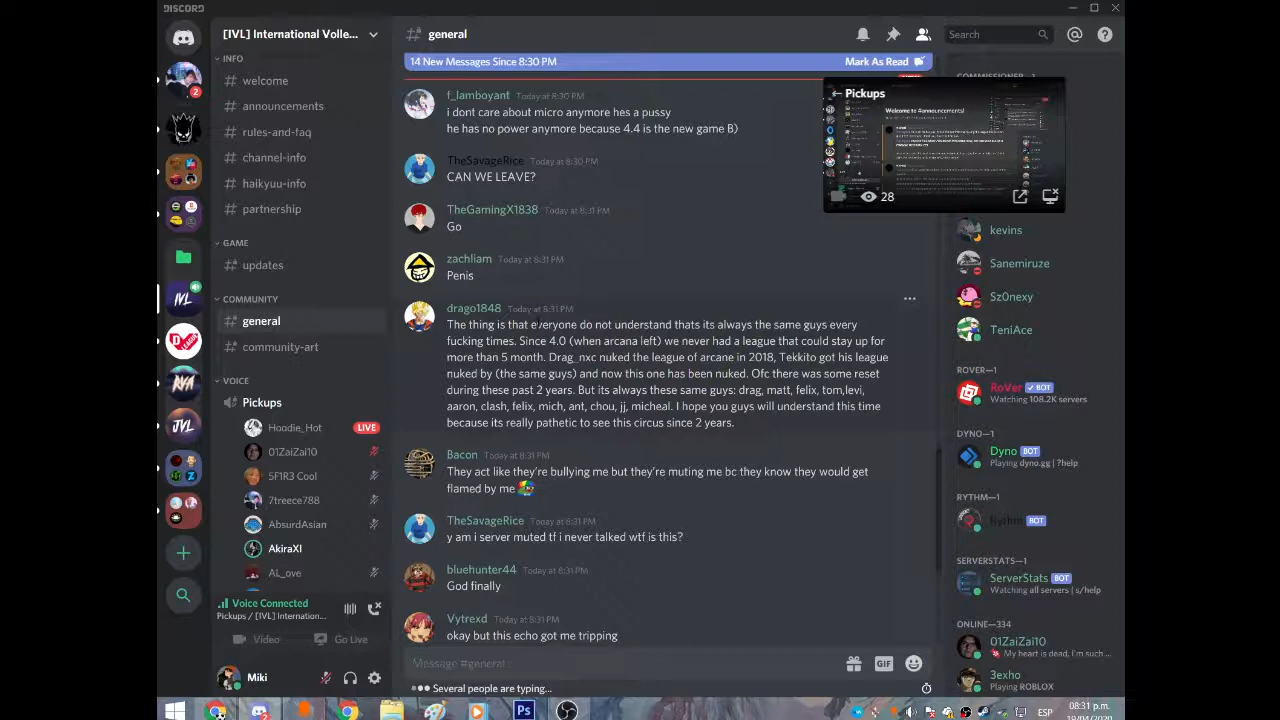 DISCORD
[IVL] International Volle...
INFO
welcome
announcements
rules-and-faq
channel-info
haikyuu-info
partnership
GAME
updates
COMMUNITY
general
community-art
VOICE
Pickups
Hoodie_Hot LIVE
01ZaiZai10
5F1R3 Cool
7treece788
AbsurdAsian
AkiraXI
AL_ove
Voice Connected
Pickups / [IVL] Internation...
Video Go Live
Miki
2
IVL
RVA
JVL
# general
Search
14 New Messages Since 8:30 PM Mark As Read
f_lamboyant Today at 8:30 PM
i dont care about micro anymore hes a pussy
he has no power anymore because 4.4 is the new game B)
TheSavageRice Today at 8:30 PM
CAN WE LEAVE?
TheGamingX1838 Today at 8:31 PM
Go
zachliam Today at 8:31 PM
Penis
drago1848 Today at 8:31 PM
The thing is that everyone do not understand thats its always the same guys every
fucking times. Since 4.0 (when arcana left) we never had a league that could stay up for
more than 5 month. Drag_nxc nuked the league of arcane in 2018, Tekkito got his league
nuked by (the same guys) and now this one has been nuked. Ofc there was some reset
during these past 2 years. But its always these same guys: drag, matt, felix, tom,levi,
aaron, clash, felix, mich, ant, chou, jj, micheal. I hope you guys will understand this time
because its really pathetic to see this circus since 2 years.
Bacon Today at 8:31 PM
They act like they're bullying me but they're muting me bc they know they would get
flamed by me
TheSavageRice Today at 8:31 PM
y am i server muted tf i never talked wtf is this?
bluehunter44 Today at 8:31 PM
God finally
Vytrexd Today at 8:31 PM
okay but this echo got me tripping
Message #general
GIF
Several people are typing...
Pickups
Welcome to #announcements!
28
COMMISSIONER—1
kevins
Sanemiruze
Sz0nexy
TeniAce
ROVER—1
RoVer BOT
Watching 108.2K servers
DYNO—1
Dyno BOT
Playing dyno.gg | ?help
RYTHM—1
Rythm BOT
SERVERSTATS—1
ServerStats BOT
Watching all servers | s/help
ONLINE—334
01ZaiZai10
My heart is dead, I'm such ...
3exho
Playing ROBLOX
Ps
ESP
08:31 p.m.
19/04/2020